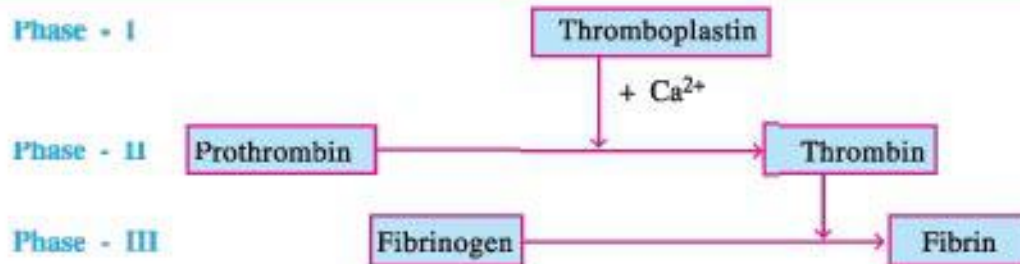 Phase - I Thromboplastin
+ Ca²⁺
Phase - II Prothrombin Thrombin
Phase - III Fibrinogen Fibrin